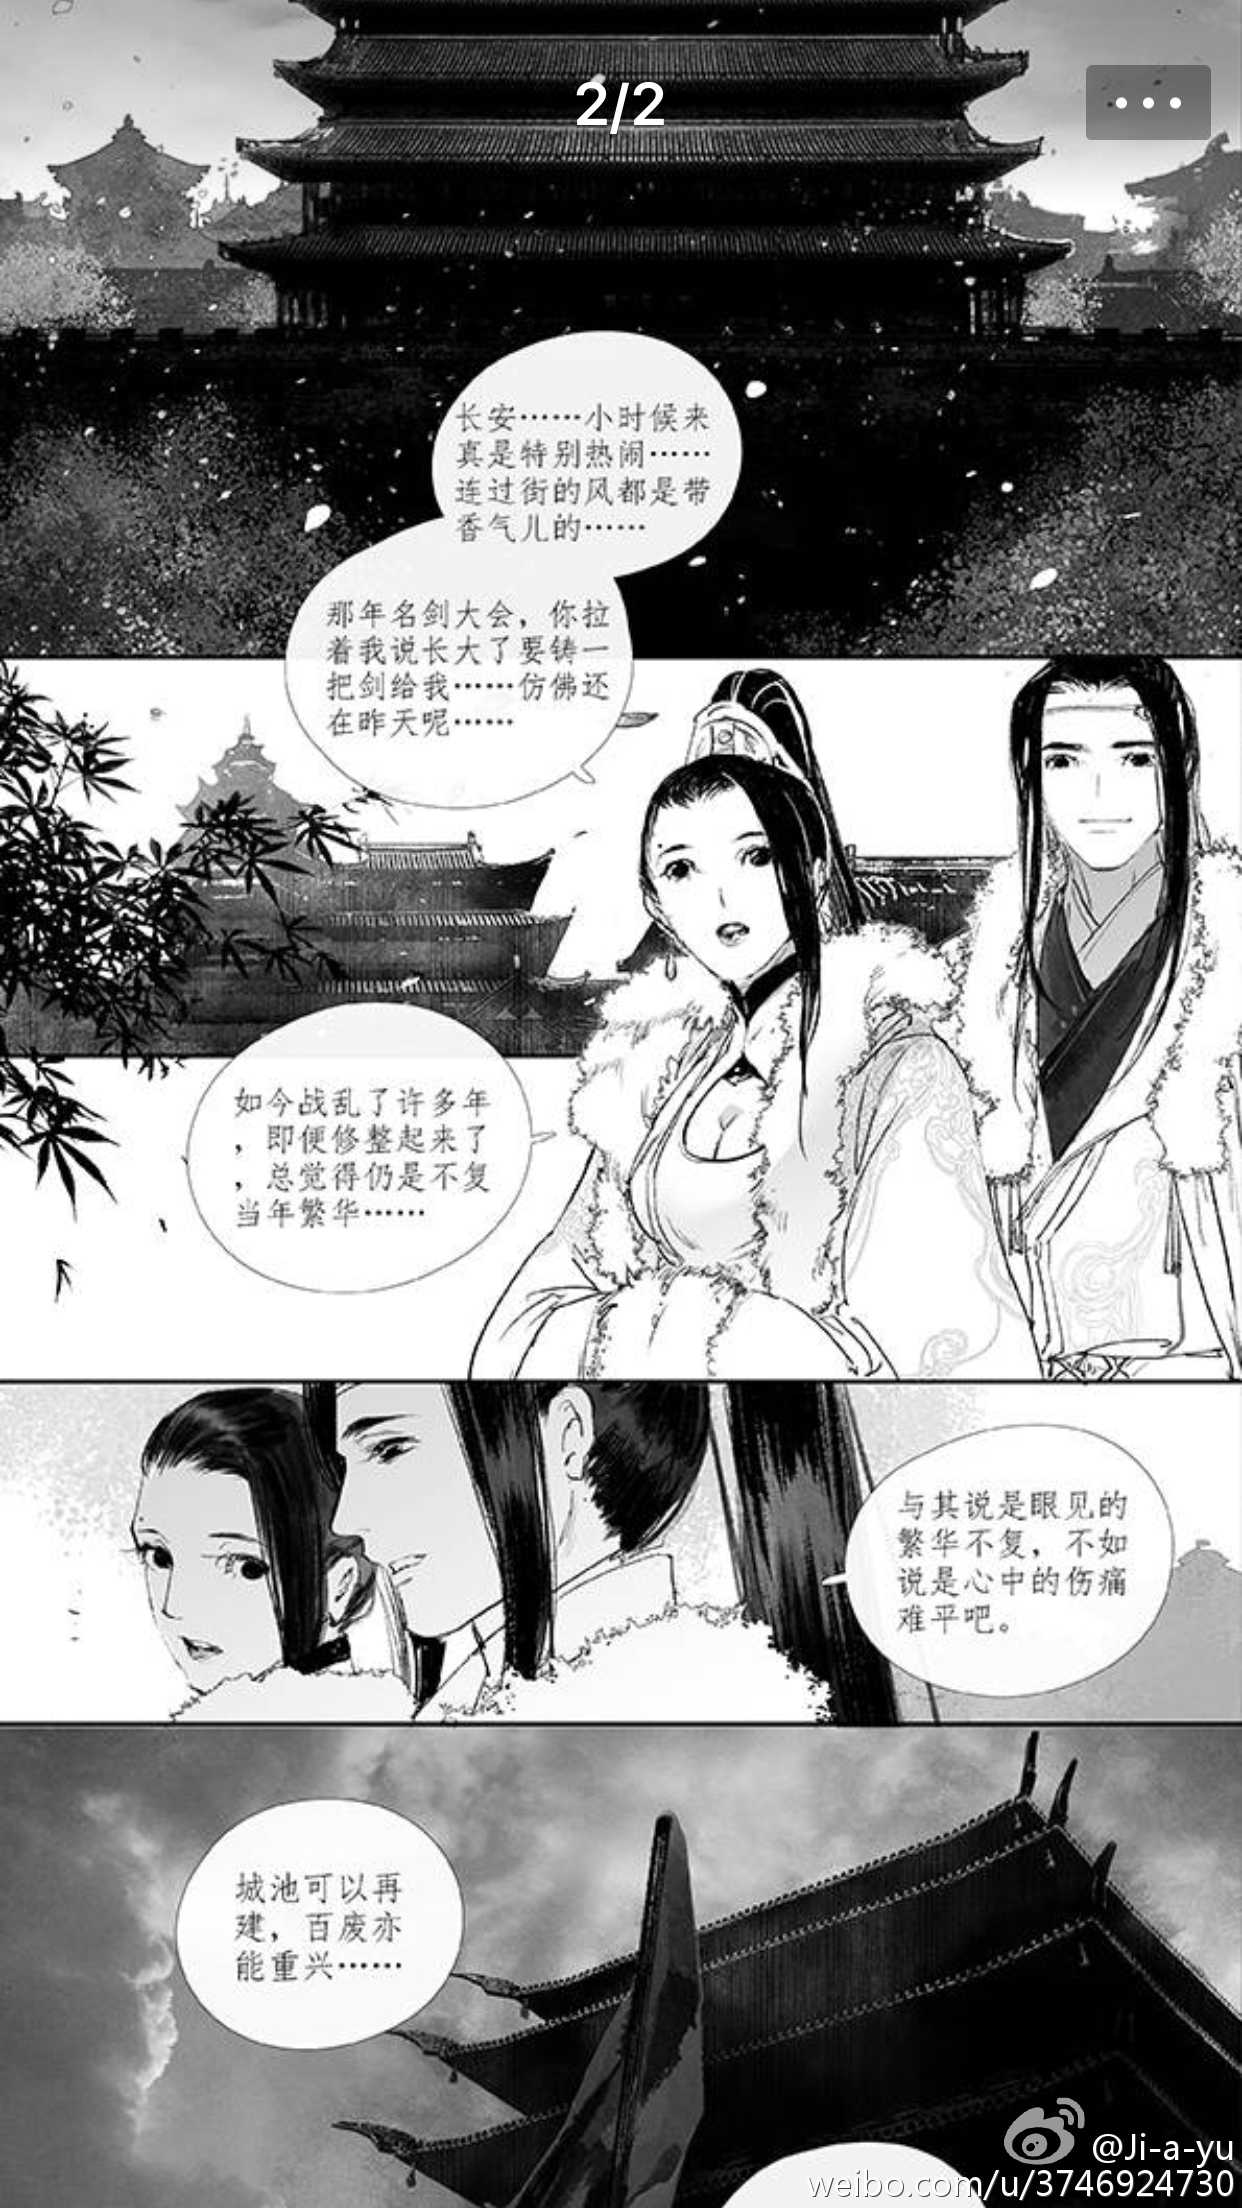 2/2
长安……小时候来
真是特别热闹……
连过街的风都是带
香气儿的……
那年名剑大会，你拉
着我说长大了要铸一
把剑给我……仿佛还
在昨天呢……
如今战乱了许多年
，即便修整起来了
，总觉得仍是不复
当年繁华……
与其说是眼见的
繁华不复，不如
说是心中的伤痛
难平吧。
城池可以再
建，百废亦
能重兴……
@Ji-a-yu
weibo.com/u/3746924730